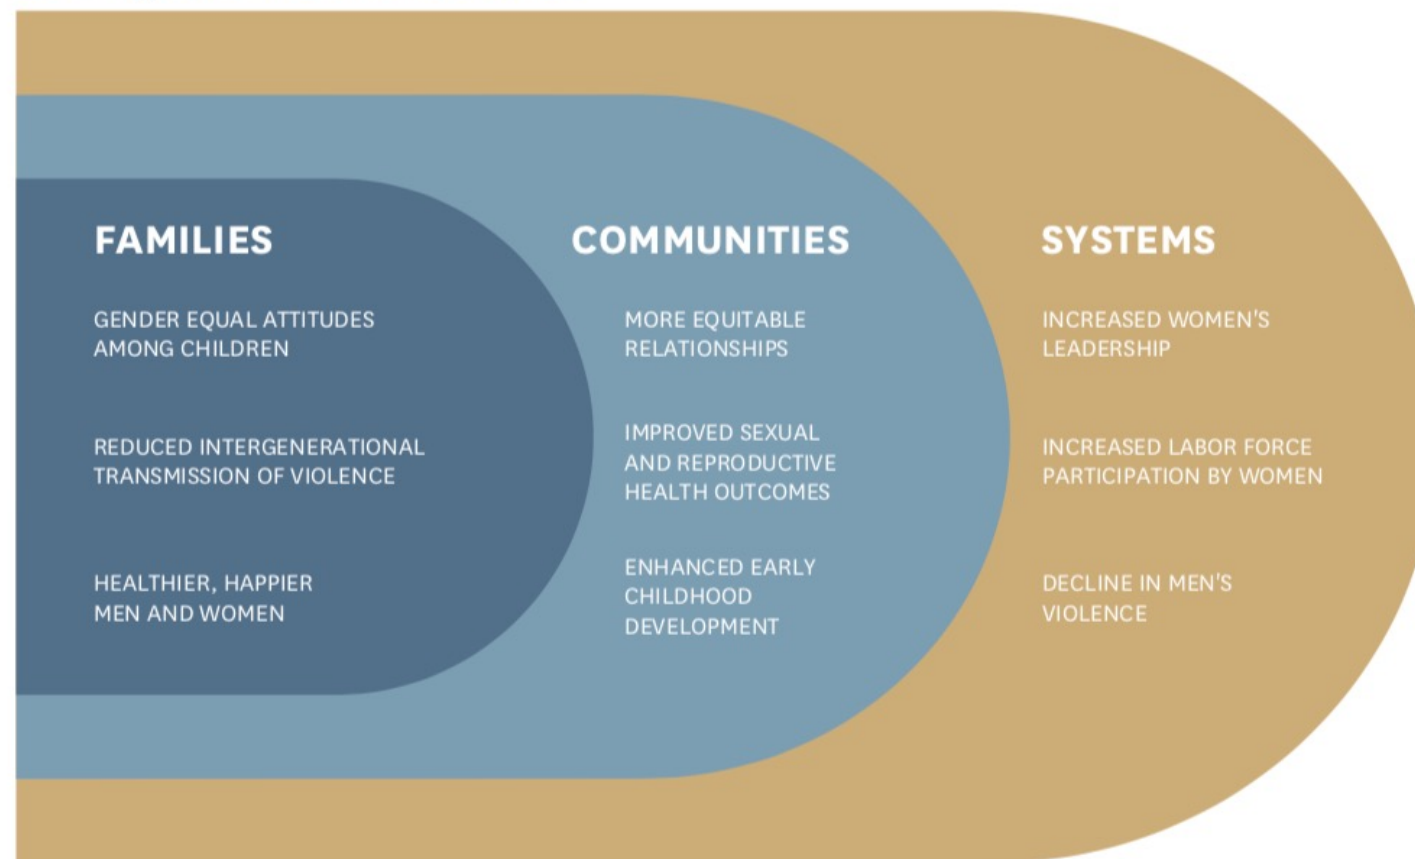 FAMILIES
GENDER EQUAL ATTITUDES
AMONG CHILDREN
REDUCED INTERGENERATIONAL
TRANSMISSION OF VIOLENCE
HEALTHIER, HAPPIER
MEN AND WOMEN
COMMUNITIES
MORE EQUITABLE
RELATIONSHIPS
IMPROVED SEXUAL
AND REPRODUCTIVE
HEALTH OUTCOMES
ENHANCED EARLY
CHILDHOOD
DEVELOPMENT
SYSTEMS
INCREASED WOMEN'S
LEADERSHIP
INCREASED LABOR FORCE
PARTICIPATION BY WOMEN
DECLINE IN MEN'S
VIOLENCE